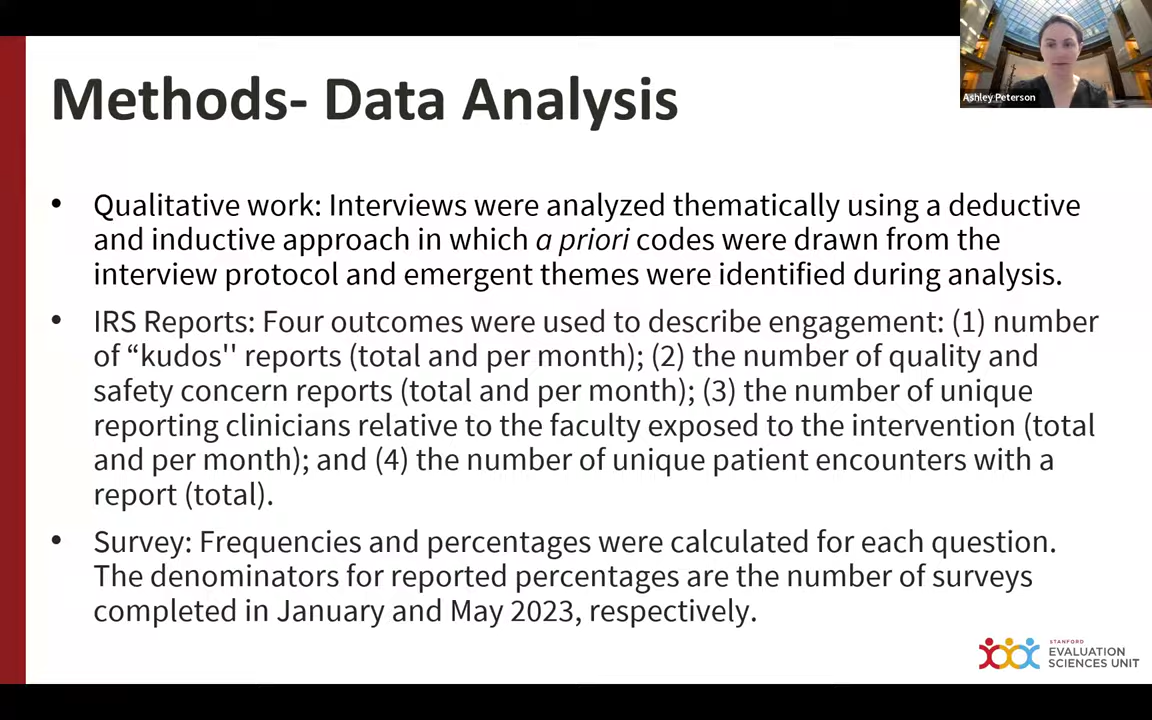 Ashley Peterson
Methods- Data Analysis
• Qualitative work: Interviews were analyzed thematically using a deductive
and inductive approach in which a priori codes were drawn from the
interview protocol and emergent themes were identified during analysis.
• IRS Reports: Four outcomes were used to describe engagement: (1) number
of “kudos'' reports (total and per month); (2) the number of quality and
safety concern reports (total and per month); (3) the number of unique
reporting clinicians relative to the faculty exposed to the intervention (total
and per month); and (4) the number of unique patient encounters with a
report (total).
• Survey: Frequencies and percentages were calculated for each question.
The denominators for reported percentages are the number of surveys
completed in January and May 2023, respectively.
STANFORD
EVALUATION
SCIENCES UNIT